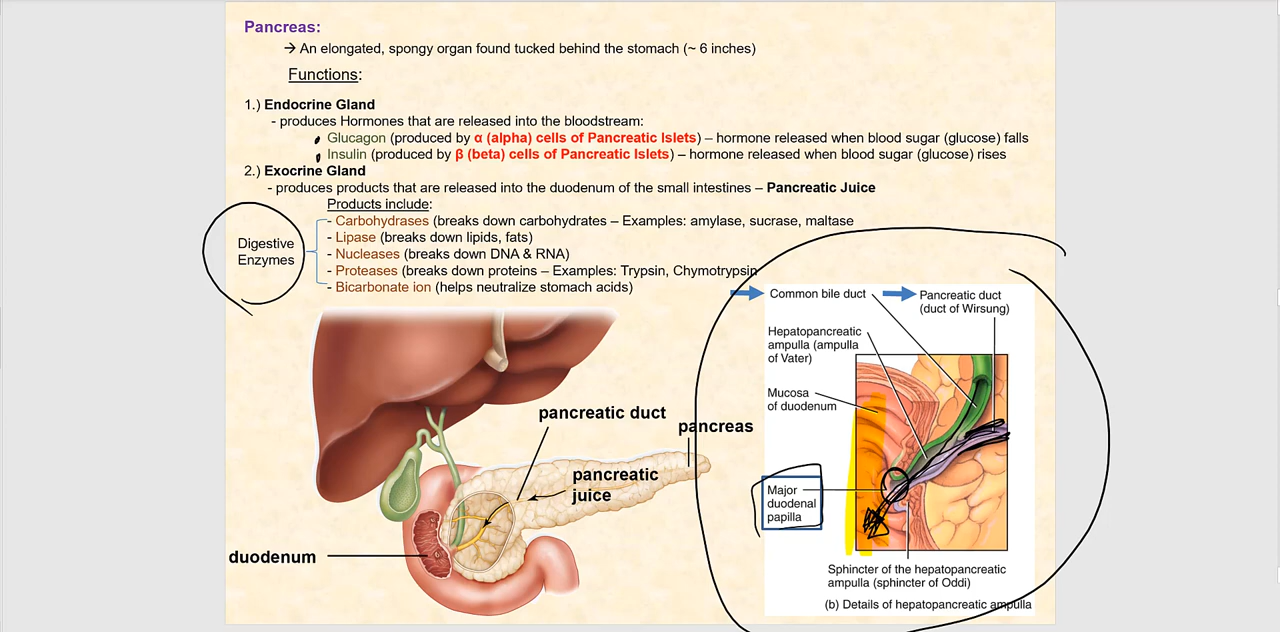 Pancreas:
→ An elongated, spongy organ found tucked behind the stomach (~ 6 inches)
Functions:
1.) Endocrine Gland
- produces Hormones that are released into the bloodstream:
Glucagon (produced by α (alpha) cells of Pancreatic Islets) – hormone released when blood sugar (glucose) falls
Insulin (produced by β (beta) cells of Pancreatic Islets) – hormone released when blood sugar (glucose) rises
2.) Exocrine Gland
- produces products that are released into the duodenum of the small intestines – Pancreatic Juice
Products include:
Digestive
Enzymes
- Carbohydrases (breaks down carbohydrates – Examples: amylase, sucrase, maltase
- Lipase (breaks down lipids, fats)
- Nucleases (breaks down DNA & RNA)
- Proteases (breaks down proteins – Examples: Trypsin, Chymotrypsin
- Bicarbonate ion (helps neutralize stomach acids)
pancreatic duct
pancreas
pancreatic
juice
duodenum
Common bile duct
Pancreatic duct
(duct of Wirsung)
Hepatopancreatic
ampulla (ampulla
of Vater)
Mucosa
of duodenum
Major
duodenal
papilla
Sphincter of the hepatopancreatic
ampulla (sphincter of Oddi)
(b) Details of hepatopancreatic ampulla